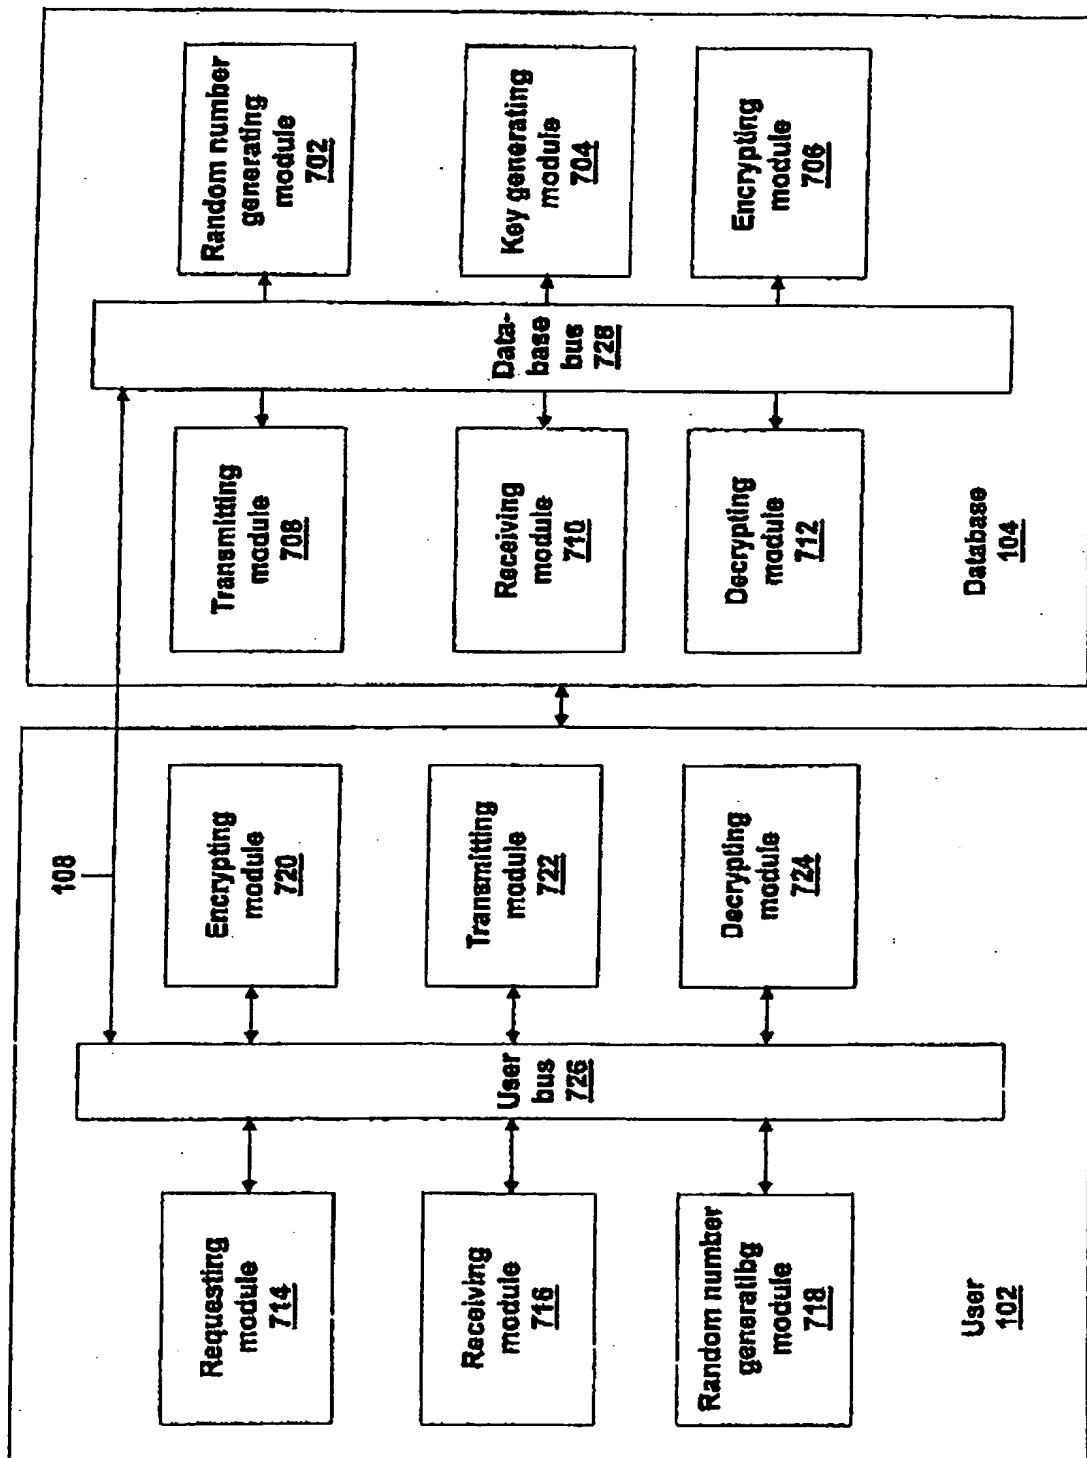 108
Requesting
module
714
Receiving
module
716
Random number
generatibg
module
718
User
bus
726
Encrypting
module
720
Transmitting
module
722
Decrypting
module
724
User
102
Transmitting
module
708
Receiving
module
710
Decrypting
module
712
Data-
base
bus
728
Random number
generating
module
702
Key generating
module
704
Encrypting
module
706
Database
104